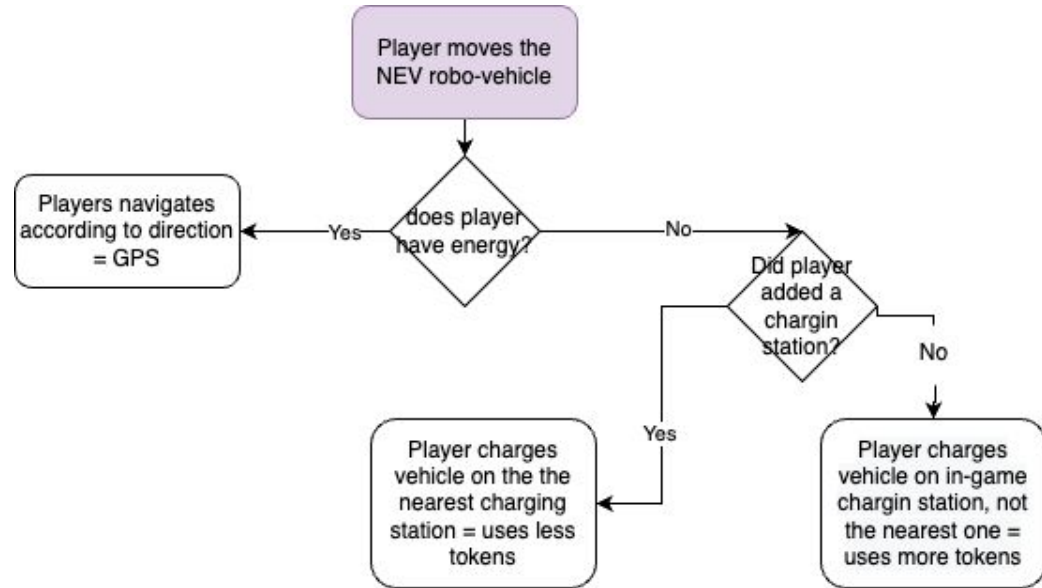 Player moves the
NEV robo-vehicle
does player
have energy?
Yes
No
Players navigates
according to direction
= GPS
Did player
added a
chargin
station?
Yes
No
Player charges
vehicle on the the
nearest charging
station = uses less
tokens
Player charges
vehicle on in-game
chargin station, not
the nearest one =
uses more tokens